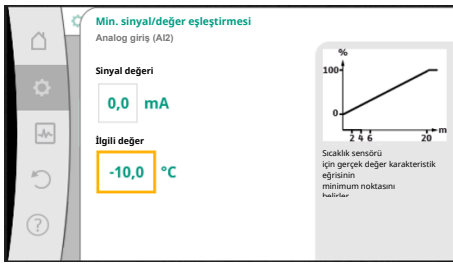 Min. sinyal/değer eşleştirmesi
Analog giriş (AI2)
Sinyal değeri
0,0 mA
İlgili değer
-10,0 °C
%
100
0
2 4 6 20 m
Sıcaklık sensörü
için gerçek değer karakteristik
eğrisinin
minimum noktasını
belirler
?